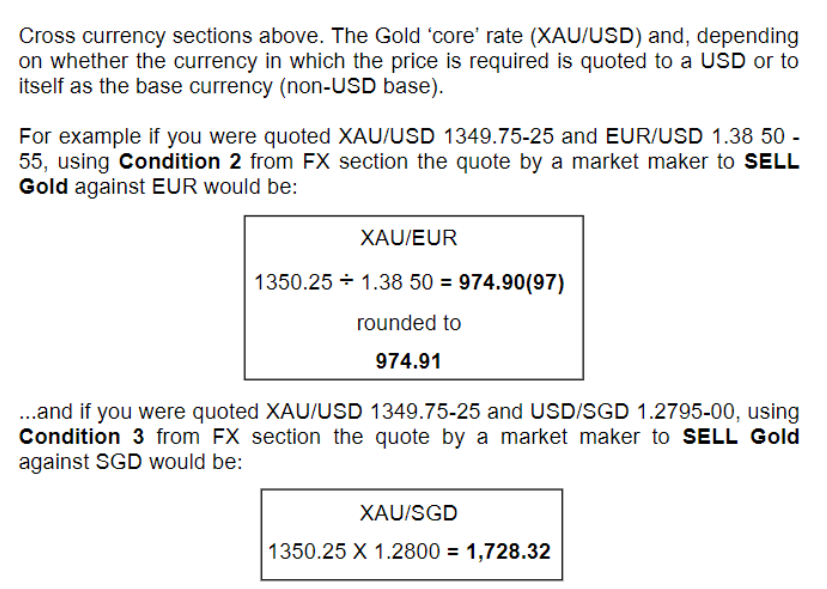 Cross currency sections above. The Gold ‘core’ rate (XAU/USD) and, depending
on whether the currency in which the price is required is quoted to a USD or to
itself as the base currency (non-USD base).
For example if you were quoted XAU/USD 1349.75-25 and EUR/USD 1.38 50 -
55, using Condition 2 from FX section the quote by a market maker to SELL
Gold against EUR would be:
XAU/EUR
1350.25 ÷ 1.38 50 = 974.90(97)
rounded to
974.91
...and if you were quoted XAU/USD 1349.75-25 and USD/SGD 1.2795-00, using
Condition 3 from FX section the quote by a market maker to SELL Gold
against SGD would be:
XAU/SGD
1350.25 X 1.2800 = 1,728.32